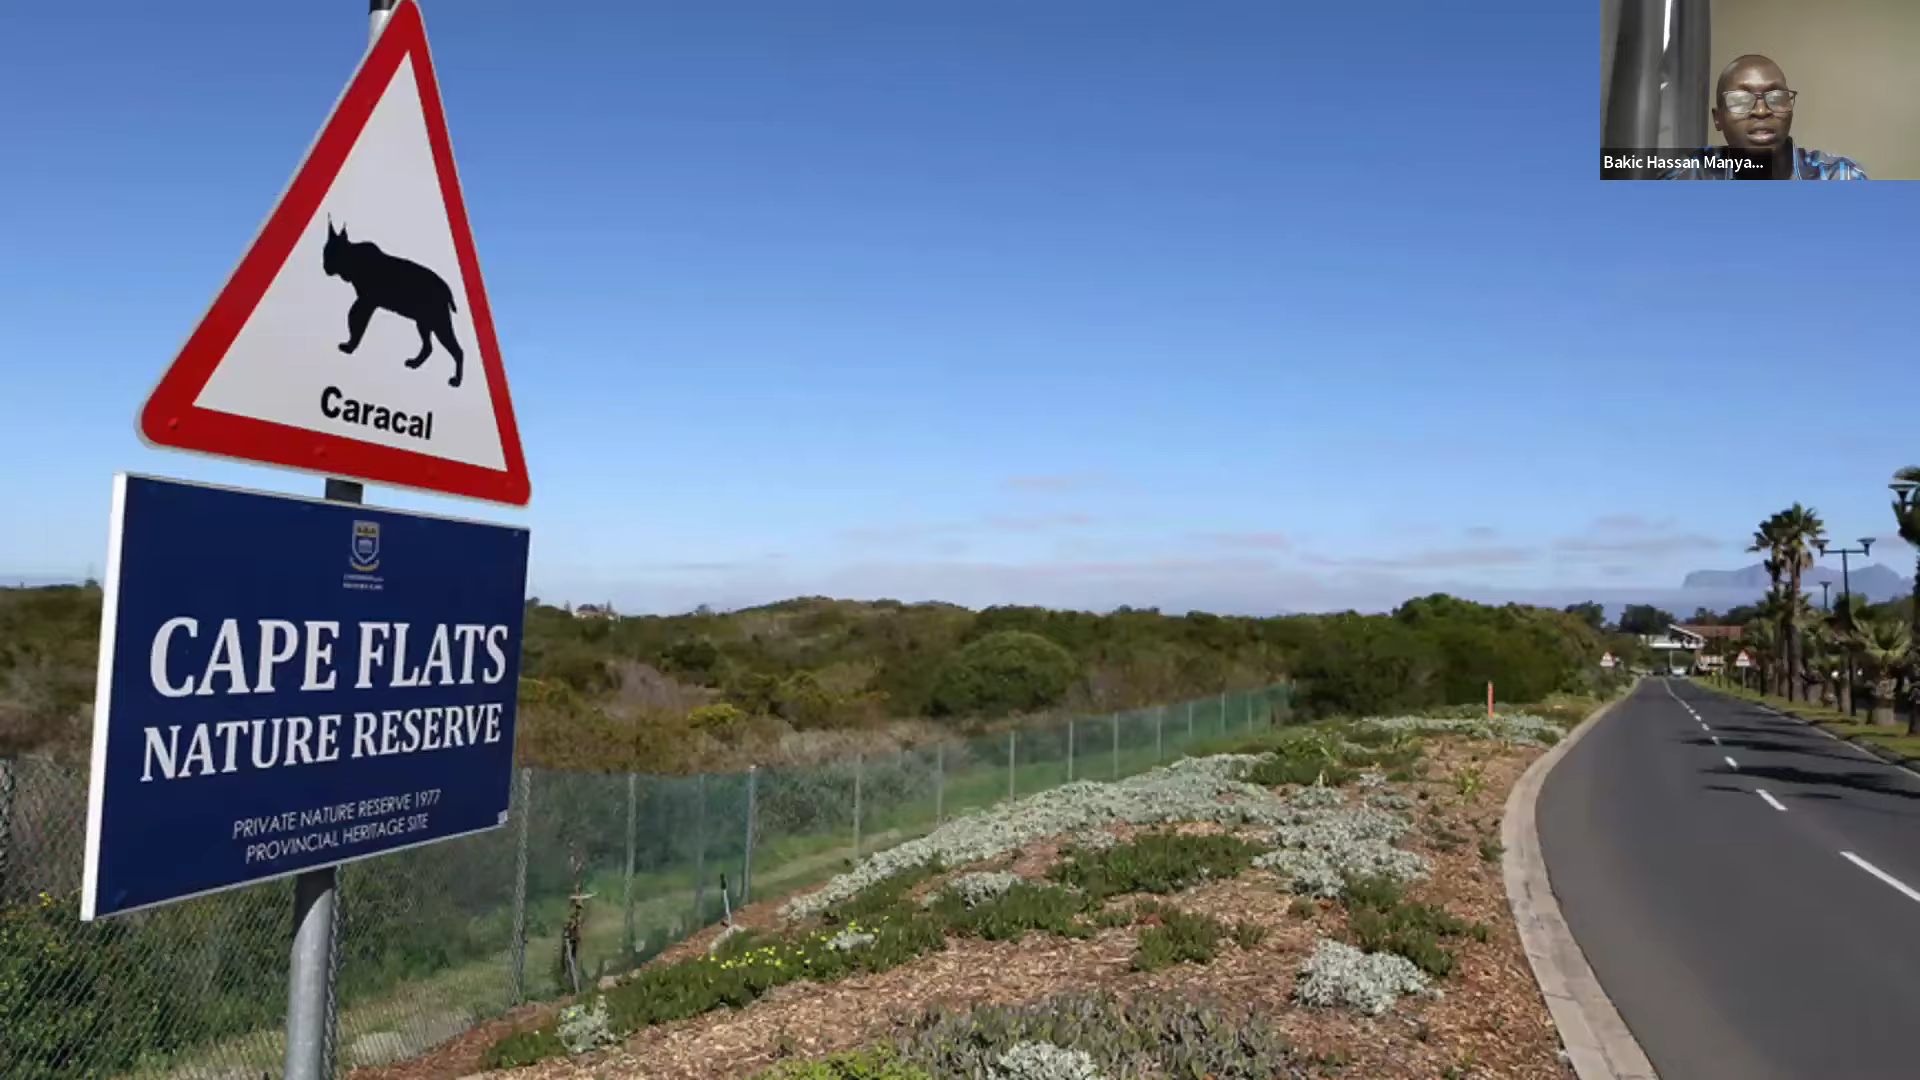 Caracal
CAPE FLATS
NATURE RESERVE
PRIVATE NATURE RESERVE 1977
PROVINCIAL HERITAGE SITE
Bakic Hassan Manya...